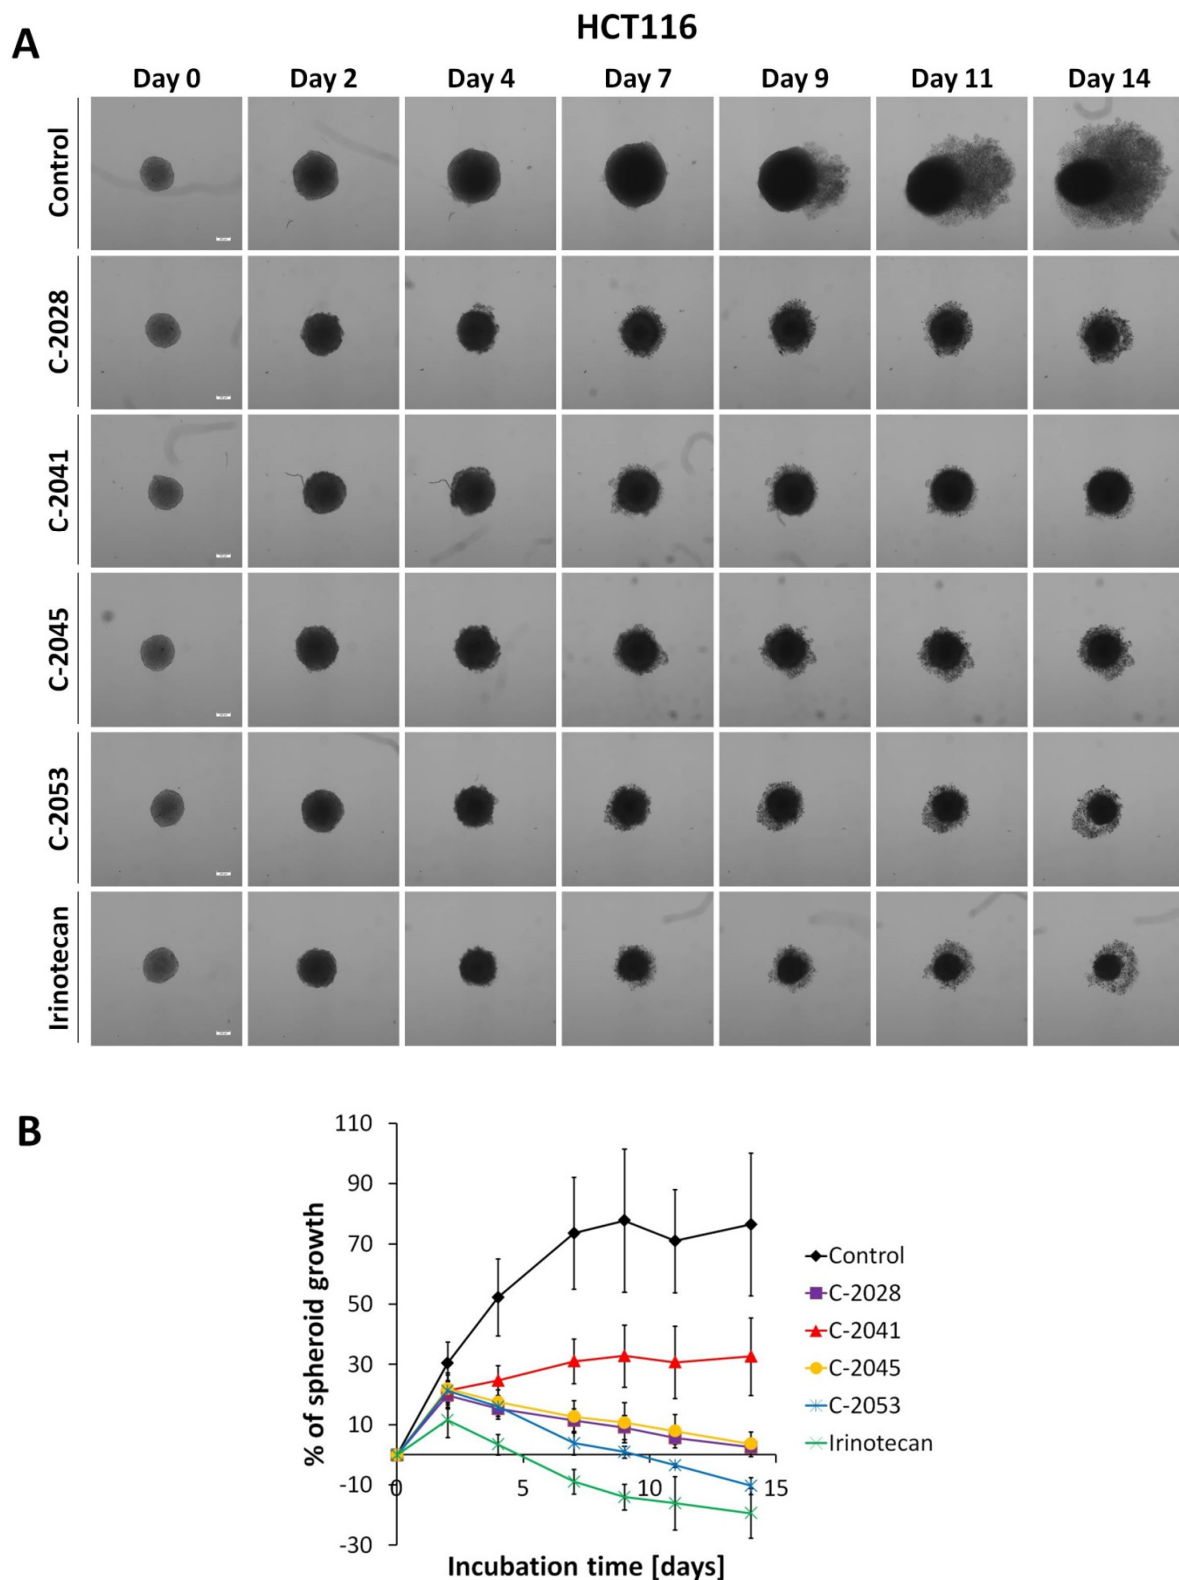 A
HCT116
Day 0 Day 2 Day 4 Day 7 Day 9 Day 11 Day 14
Control
C-2028
C-2041
C-2045
C-2053
Irinotecan
B
110
90
70
50
30
10
-10
-30
0 5 10 15
% of spheroid growth
Incubation time [days]
Control
C-2028
C-2041
C-2045
C-2053
Irinotecan